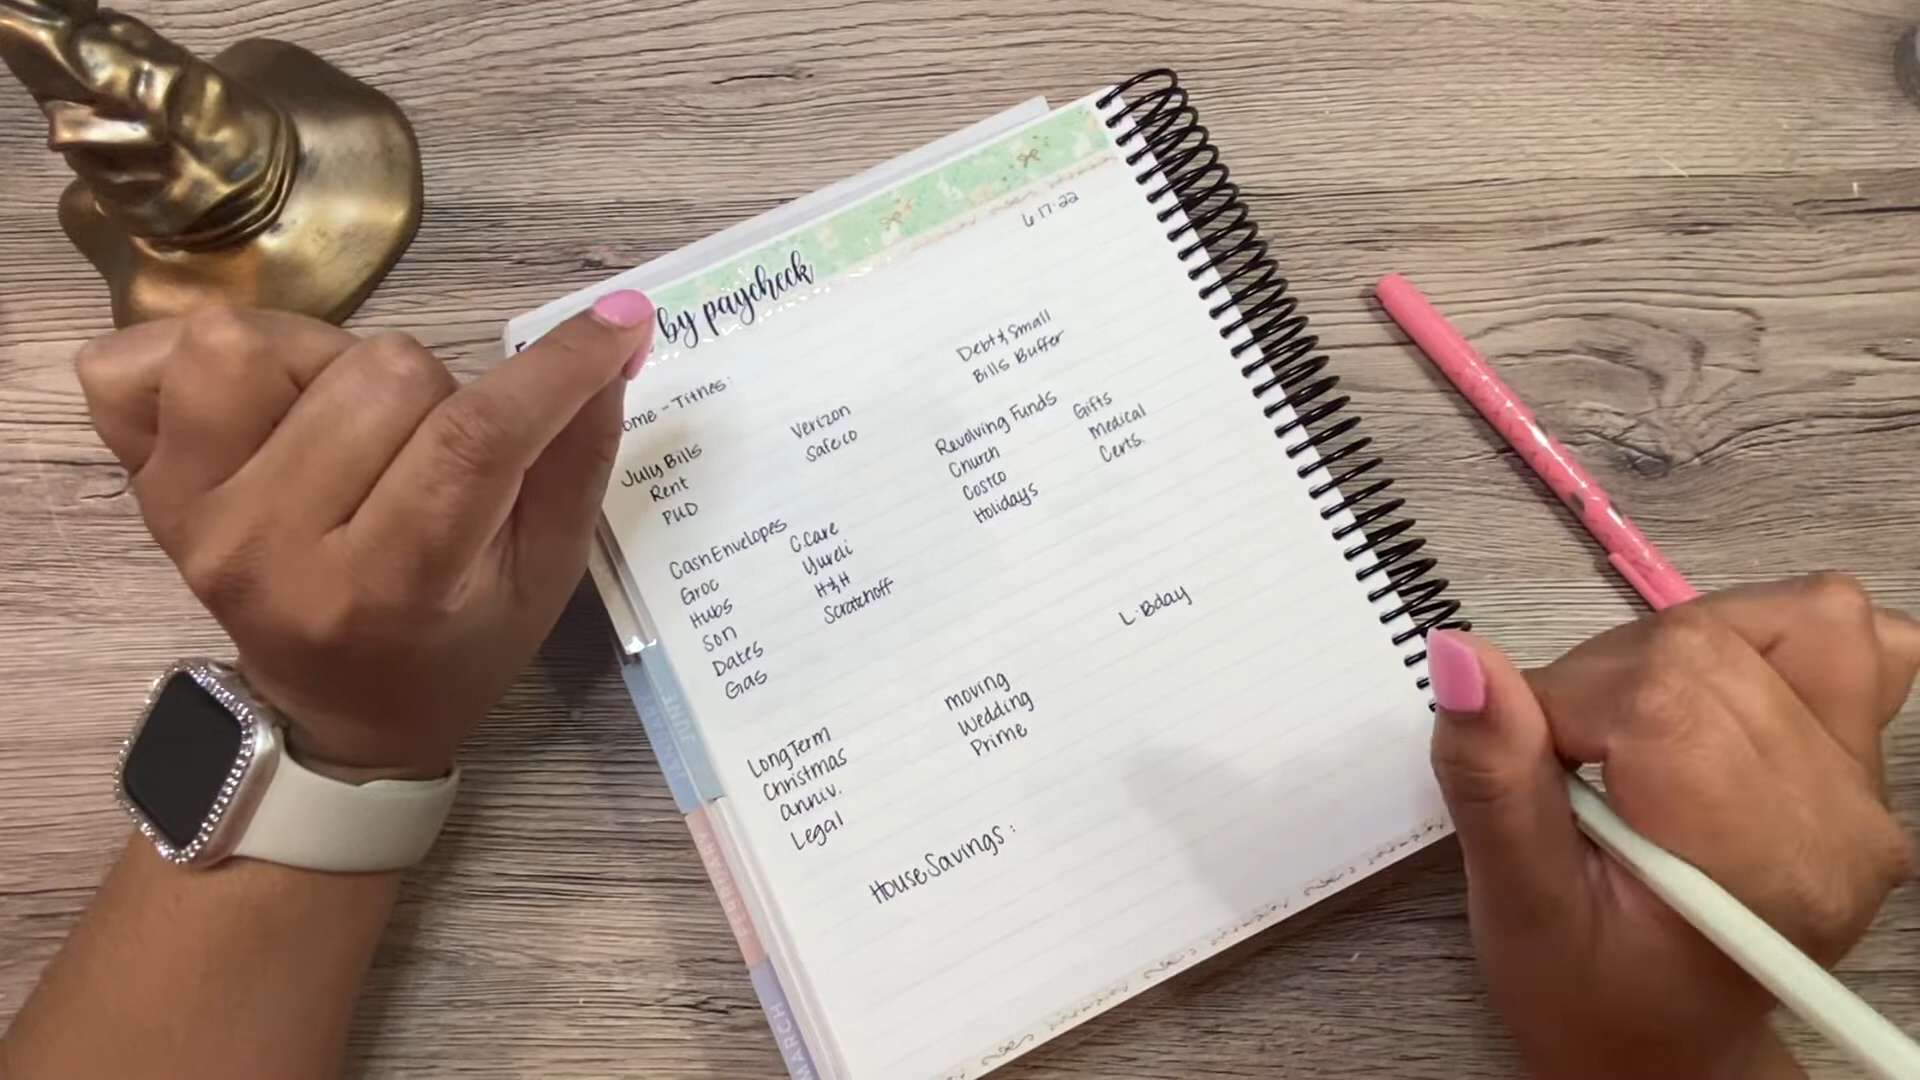 by paycheck
6.17.22
ome - Tithes:
Debt & Small
Bills Buffer
July Bills
Rent
PUD
Verizon
Safeco
Revolving Funds
Church
Costco
Holidays
Gifts
Medical
Certs.
Cash Envelopes
Groc
Hubs
Son
Dates
Gas
C.Care
Yureli
H&H
Scratchoff
Long Term
Christmas
anniv.
Legal
moving
Wedding
Prime
L. Bday
House Savings:
JUNE
FEBRUARY
MARCH